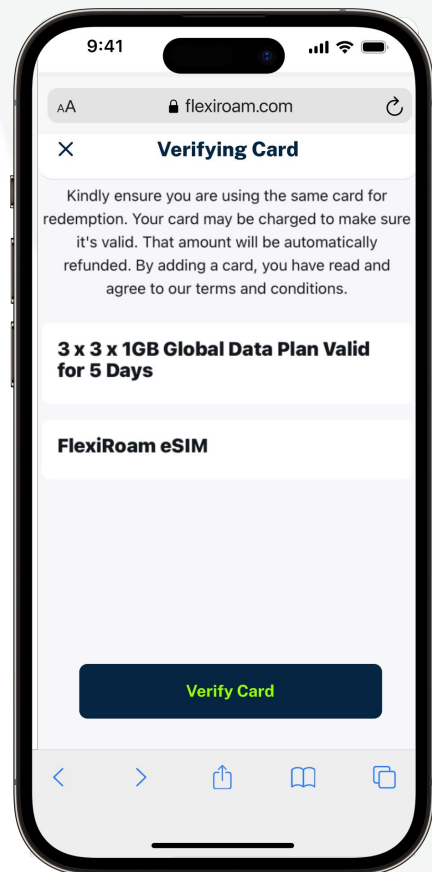 9:41
AA
flexiroam.com
Verifying Card
Kindly ensure you are using the same card for
redemption. Your card may be charged to make sure
it's valid. That amount will be automatically
refunded. By adding a card, you have read and
agree to our terms and conditions.
3 x 3 x 1GB Global Data Plan Valid
for 5 Days
FlexiRoam eSIM
Verify Card